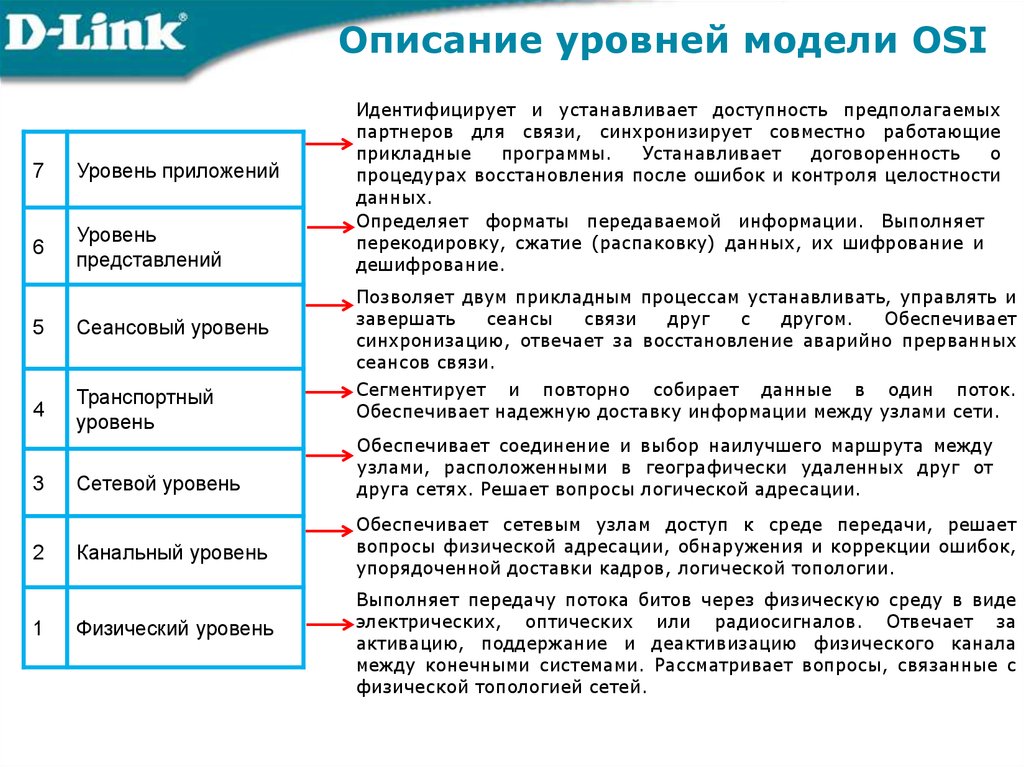 D-Link®
Описание уровней модели OSI
7 Уровень приложений
Идентифицирует и устанавливает доступность предполагаемых
партнеров для связи, синхронизирует совместно работающие
прикладные программы. Устанавливает договоренность о
процедурах восстановления после ошибок и контроля целостности
данных.
6 Уровень
представлений
Определяет форматы передаваемой информации. Выполняет
перекодировку, сжатие (распаковку) данных, их шифрование и
дешифрование.
5 Сеансовый уровень
Позволяет двум прикладным процессам устанавливать, управлять и
завершать сеансы связи друг с другом. Обеспечивает
синхронизацию, отвечает за восстановление аварийно прерванных
сеансов связи.
4 Транспортный
уровень
Сегментирует и повторно собирает данные в один поток.
Обеспечивает надежную доставку информации между узлами сети.
3 Сетевой уровень
Обеспечивает соединение и выбор наилучшего маршрута между
узлами, расположенными в географически удаленных друг от
друга сетях. Решает вопросы логической адресации.
2 Канальный уровень
Обеспечивает сетевым узлам доступ к среде передачи, решает
вопросы физической адресации, обнаружения и коррекции ошибок,
упорядоченной доставки кадров, логической топологии.
1 Физический уровень
Выполняет передачу потока битов через физическую среду в виде
электрических, оптических или радиосигналов. Отвечает за
активацию, поддержание и деактивизацию физического канала
между конечными системами. Рассматривает вопросы, связанные с
физической топологией сетей.